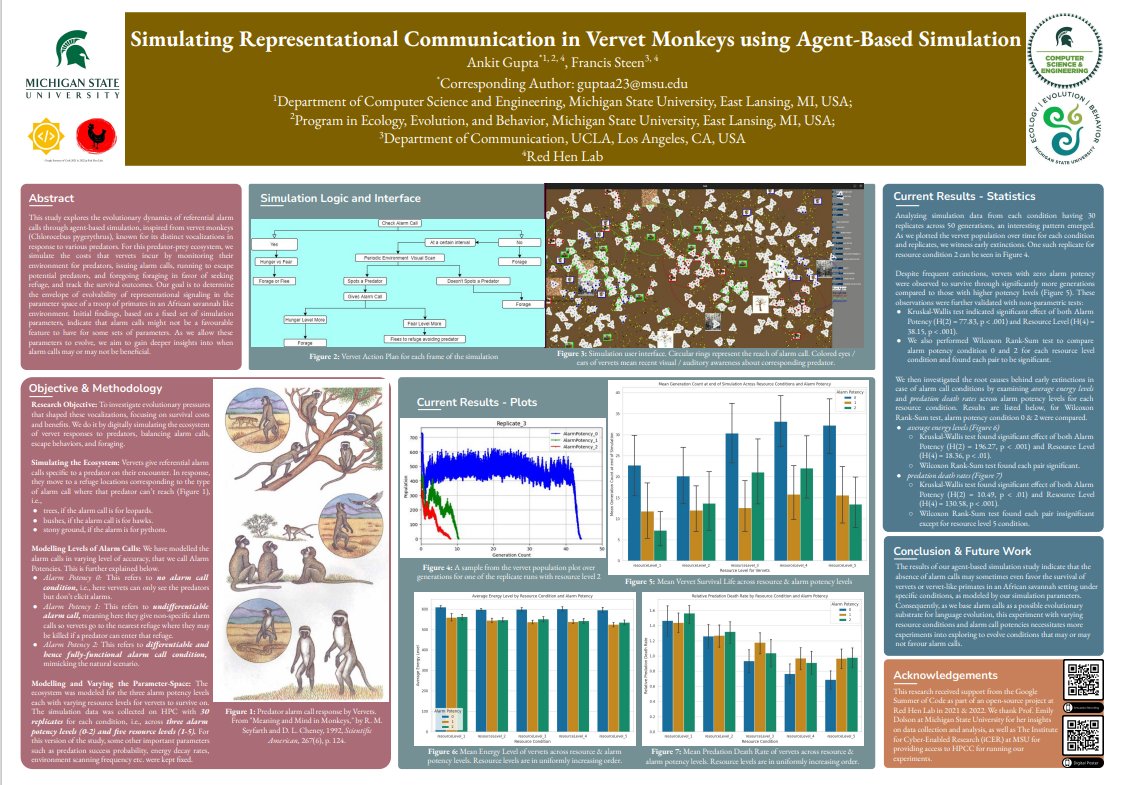 Simulating Representational Communication in Vervet Monkeys using Agent-Based Simulation
Ankit Gupta*1, 2, 4, Francis Steen3, 4
*Corresponding Author: guptaa23@msu.edu
1Department of Computer Science and Engineering, Michigan State University, East Lansing, MI, USA;
2Program in Ecology, Evolution, and Behavior, Michigan State University, East Lansing, MI, USA;
3Department of Communication, UCLA, Los Angeles, CA, USA
4Red Hen Lab
MICHIGAN STATE
UNIVERSITY
COMPUTER
SCIENCE &
ENGINEERING
ECOLOGY | EVOLUTION | BEHAVIOR
MICHIGAN STATE UNIVERSITY
Abstract
This study explores the evolutionary dynamics of referential alarm
calls through agent-based simulation, inspired from vervet monkeys
(Chlorocebus pygerythrus), known for its distinct vocalizations in
response to various predators. For this predator-prey ecosystem, we
simulate the costs that vervets incur by monitoring their
environment for predators, issuing alarm calls, running to escape
potential predators, and foregoing foraging in favor of seeking
refuge, and track the survival outcomes. Our goal is to determine
the envelope of evolvability of representational signaling in the
parameter space of a troop of primates in an African savannah like
environment. Initial findings, based on a fixed set of parameters,
indicate that alarm calls might not be a favourable
feature to have for some sets of parameters. As we allow these
parameters to evolve, we aim to gain deeper insights into when
alarm calls may or may not be beneficial.
Simulation Logic and Interface
Check Alarm Call
Yes
At a certain interval
No
Hunger vs Fear
Periodic Environment Visual Scan
Forage
Forage or Flee
Spots a Predator
Doesn't Spots a Predator
Gives Alarm Call
Forage
Hunger Level More
Fear Level More
Forage
Flees to refuge avoiding predator
Figure 2: Vervet Action Plan for each frame of the simulation
Figure 3: Simulation user interface. Circular rings represent the reach of alarm call. Colored eyes /
ears of vervets mean recent visual / auditory awareness about corresponding predator.
Objective & Methodology
Research Objective: To investigate evolutionary pressures
that shaped these vocalizations, focusing on survival costs
and benefits. We do it by digitally simulating the ecosystem
of vervet responses to predators, balancing alarm calls,
escape behaviors, and foraging.
Simulating the Ecosystem: Vervets give referential alarm
calls specific to a predator on their encounter. In response,
they move to a refuge locations corresponding to the type
of alarm call where that predator can't reach (Figure 1),
i.e.,
● trees, if the alarm call is for leopards.
● bushes, if the alarm call is for hawks.
● stony ground, if the alarm is for pythons.
Modelling Levels of Alarm Calls: We have modelled the
alarm calls in varying level of accuracy, that we call Alarm
Potencies. This is further explained below.
● Alarm Potency 0: This refers to no alarm call
condition, i.e., here vervets can only see the predators
but don't elicit alarms.
● Alarm Potency 1: This refers to undifferentiable
alarm call, meaning here they give non-specific alarm
calls so vervets go to the nearest refuge where they may
be killed if a predator can enter that refuge.
● Alarm Potency 2: This refers to differentiable and
hence fully-functional alarm call condition,
mimicking the natural scenario.
Modelling and Varying the Parameter-Space: The
ecosystem was modeled for the three alarm potency levels
each with varying resource levels for vervets to survive on.
The simulation data was collected on HPC with 30
replicates for each condition, i.e., across three alarm
potency levels (0-2) and five resource levels (1-5). For
this version of the study, some other important parameters
such as predation success probability, energy decay rates,
environment scanning frequency etc. were kept fixed.
Figure 1: Predator alarm call response by Vervets.
From "Meaning and Mind in Monkeys," by R. M.
Seyfarth and D. L. Cheney, 1992, Scientific
American, 267(6), p. 124.
Current Results - Plots
Replicate_3
AlarmPotency_0
AlarmPotency_1
AlarmPotency_2
Population
700
600
500
400
300
200
100
0
0 10 20 30 40 50
Generation Count
Figure 4: A sample from the vervet population plot over
generations for one of the replicate runs with resource level 2
Mean Generation Count at end of Simulation Across Resource Conditions and Alarm Potency
Alarm Potency
0
1
2
Mean Generation Count at end of Simulation
resourceLevel_1 resourceLevel_2 resourceLevel_3 resourceLevel_4 resourceLevel_5
Resource Level for Vervets
Figure 5: Mean Vervet Survival Life across resource & alarm potency levels
Average Energy Level by Resource Condition and Alarm Potency
Average Energy Level
Alarm Potency
0
1
2
resourceLevel_1 resourceLevel_2 resourceLevel_3 resourceLevel_4 resourceLevel_5
Resource Condition
Figure 6: Mean Energy Level of vervets across resource & alarm
potency levels. Resource levels are in uniformly increasing order.
Relative Predation Death Rate by Resource Condition and Alarm Potency
Relative Predation Death Rate
Alarm Potency
0
1
2
resourceLevel_1 resourceLevel_2 resourceLevel_3 resourceLevel_4 resourceLevel_5
Resource Condition
Figure 7: Mean Predation Death Rate of vervets across resource &
alarm potency levels. Resource levels are in uniformly increasing order.
Current Results - Statistics
Analyzing simulation data from each condition having 30
replicates across 50 generations, an interesting pattern emerged.
As we plotted the vervet population over time for each condition
and replicates, we witness early extinctions. One such replicate for
resource condition 2 can be seen in Figure 4.
Despite frequent extinctions, vervets with zero alarm potency
were observed to survive through significantly more generations
compared to those with higher potency levels (Figure 5). These
observations were further validated with non-parametric tests:
● Kruskal-Wallis test indicated significant effect of both Alarm
Potency (H(2) = 77.83, p < .001) and Resource Level (H(4) =
38.15, p < .001).
● We also performed Wilcoxon Rank-Sum test to compare
alarm potency condition 0 and 2 for each resource level
condition and found each pair to be significant.
We then investigated the root causes behind early extinctions in
case of alarm call conditions by examining average energy levels
and predation death rates across alarm potency levels for each
resource condition. Results are listed below, for Wilcoxon
Rank-Sum test, alarm potency condition 0 & 2 were compared.
● average energy levels (Figure 6)
○ Kruskal-Wallis test found significant effect of both Alarm
Potency (H(2) = 196.27, p < .001) and Resource Level
(H(4) = 18.36, p < .01).
○ Wilcoxon Rank-Sum test found each pair significant.
● predation death rates (Figure 7)
○ Kruskal-Wallis test found significant effect of both Alarm
Potency (H(2) = 10.49, p < .01) and Resource Level
(H(4) = 130.58, p < .001).
○ Wilcoxon Rank-Sum test found each pair insignificant
except for resource level 5 condition.
Conclusion & Future Work
The results of our agent-based simulation study indicate that the
absence of alarm calls may sometimes even favor the survival of
vervets or vervet-like primates in an African savannah setting under
specific conditions, as modeled by our simulation parameters.
Consequently, as we base alarm calls as a possible evolutionary
substrate for language evolution, this experiment with varying
resource conditions and alarm call potencies necessitates more
experiments into exploring to evolve conditions that may or may
not favour alarm calls.
Acknowledgements
This research received support from the Google
Summer of Code as part of an open-source project at
Red Hen Lab in 2021 & 2022. We thank Prof. Emily
Dolson at Michigan State University for her insights
on data collection and analysis, as well as The Institute
for Cyber-Enabled Research (iCER) at MSU for
providing access to HPCC for running our
experiments.
Digital Poster